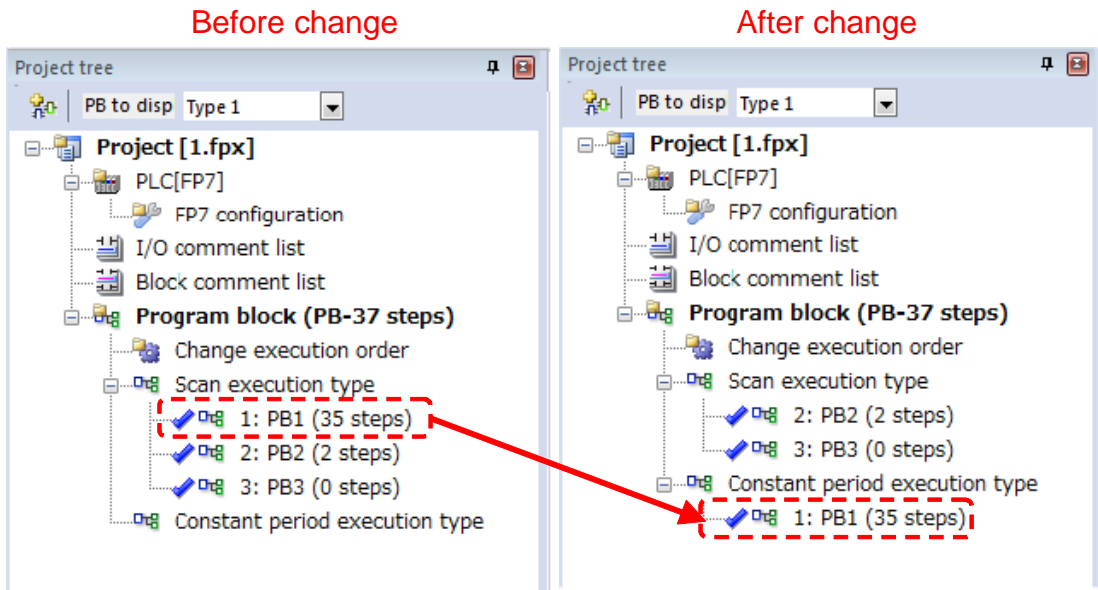 Before change
Project tree
PB to disp Type 1
Project [1.fpx]
PLC[FP7]
FP7 configuration
I/O comment list
Block comment list
Program block (PB-37 steps)
Change execution order
Scan execution type
1: PB1 (35 steps)
2: PB2 (2 steps)
3: PB3 (0 steps)
Constant period execution type
After change
Project tree
PB to disp Type 1
Project [1.fpx]
PLC[FP7]
FP7 configuration
I/O comment list
Block comment list
Program block (PB-37 steps)
Change execution order
Scan execution type
2: PB2 (2 steps)
3: PB3 (0 steps)
Constant period execution type
1: PB1 (35 steps)